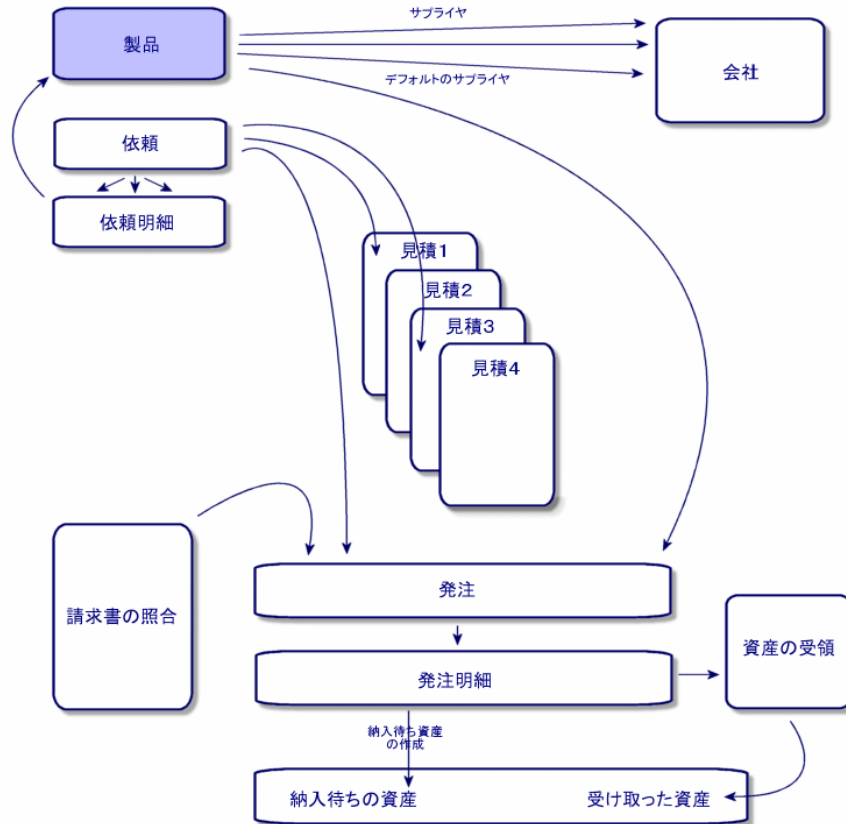 サプライヤ
製品
会社
デフォルトのサプライヤ
依頼
依頼明細
見積1
見積2
見積3
見積4
請求書の照合
発注
資産の受領
発注明細
納入待ち資産
の作成
納入待ちの資産
受け取った資産